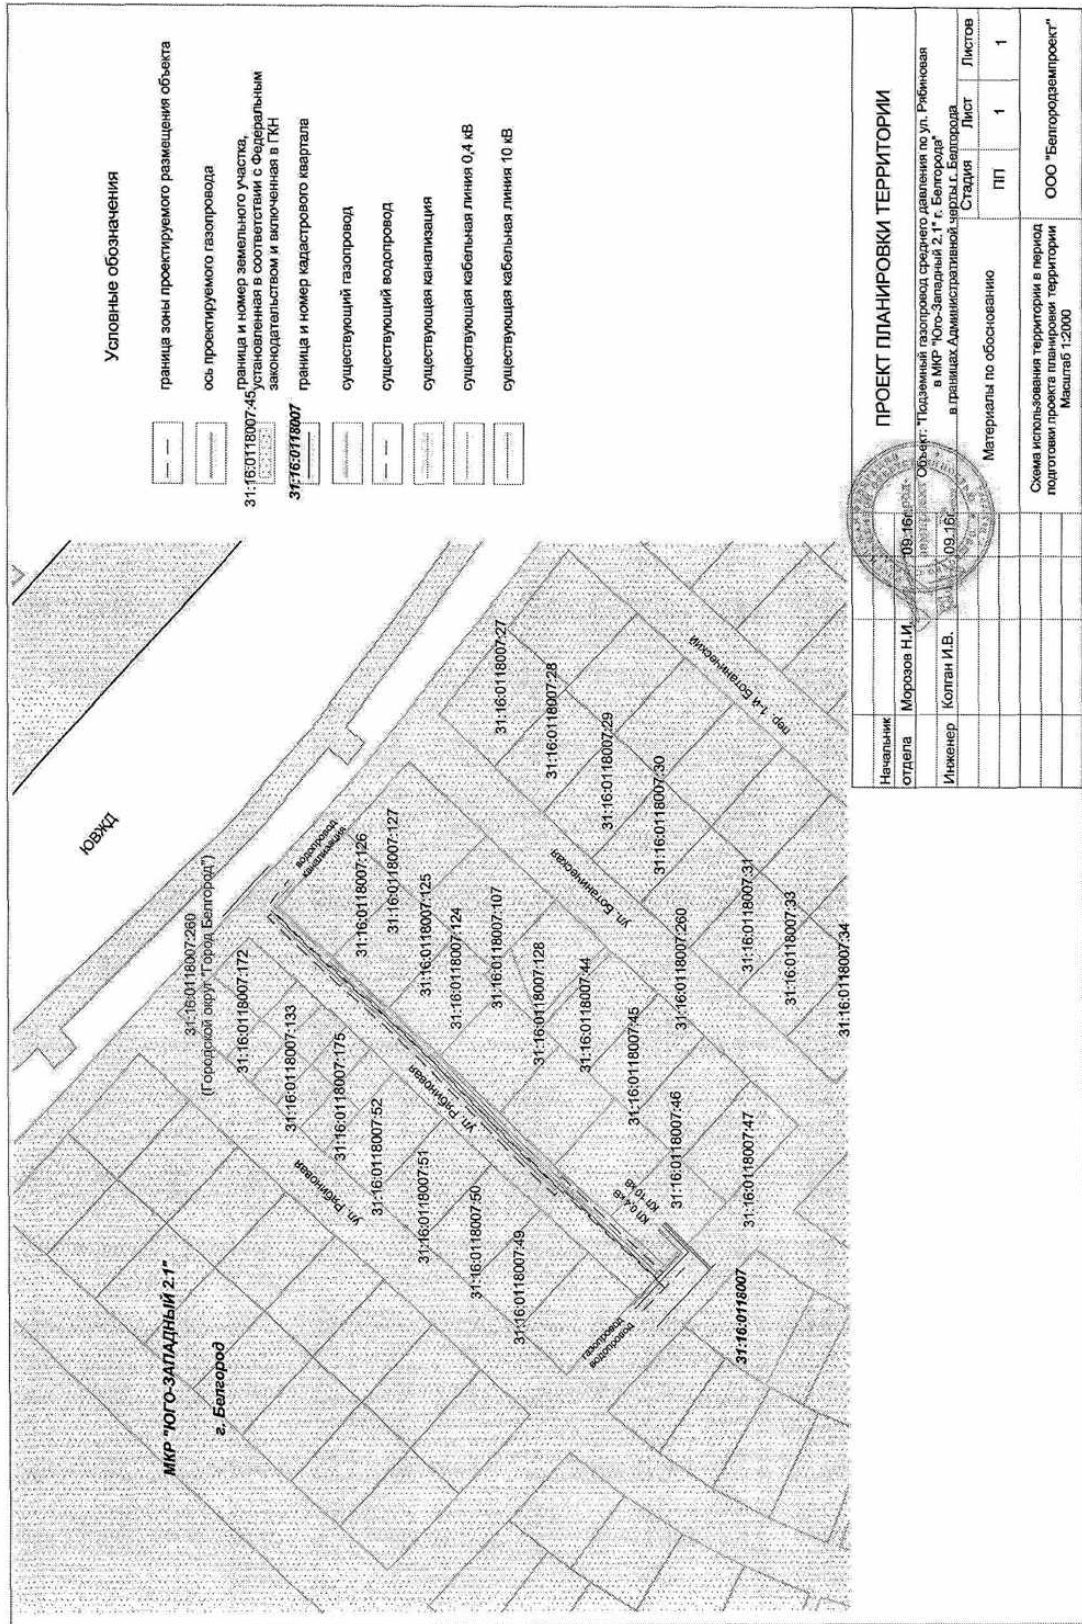 МКР "ЮГО-ЗАПАДНЫЙ 2.1"
г. Белгород
ЮВЖД
31:16:0118007:260
(Городской округ "Город Белгород")
31:16:0118007:172
31:16:0118007:133
31:16:0118007:175
31:16:0118007:52
31:16:0118007:51
31:16:0118007:50
31:16:0118007:49
ул. Рябиновая
ул. Рябиновая
водопровод
канализация
31:16:0118007:126
31:16:0118007:127
31:16:0118007:125
31:16:0118007:124
31:16:0118007:107
31:16:0118007:128
31:16:0118007:44
31:16:0118007:45
31:16:0118007:46
31:16:0118007:47
КЛ 0,4 кВ
КЛ 10 кВ
газопровод
водопровод
31:16:0118007
ул. Ботаническая
31:16:0118007:260
31:16:0118007:27
31:16:0118007:28
31:16:0118007:29
31:16:0118007:30
31:16:0118007:31
31:16:0118007:33
31:16:0118007:34
пер. 1-й Ботанический
Условные обозначения
граница зоны проектируемого размещения объекта
ось проектируемого газопровода
31:16:0118007:45 граница и номер земельного участка,
установленная в соответствии с Федеральным
законодательством и включенная в ГКН
31:16:0118007 граница и номер кадастрового квартала
существующий газопровод
существующий водопровод
существующая канализация
существующая кабельная линия 0,4 кВ
существующая кабельная линия 10 кВ
ПРОЕКТ ПЛАНИРОВКИ ТЕРРИТОРИИ
Начальник
отдела Морозов Н.И. 09.16г.
Инженер Колган И.В. 09.16г.
Объект: "Подземный газопровод среднего давления по ул. Рябиновая
в МКР "Юго-Западный 2.1" г. Белгорода"
в границах Административной черты г. Белгорода
Материалы по обоснованию
Стадия Лист Листов
ПП 1 1
Схема использования территории в период
подготовки проекта планировки территории
Масштаб 1:2000
ООО "Белгородземпроект"